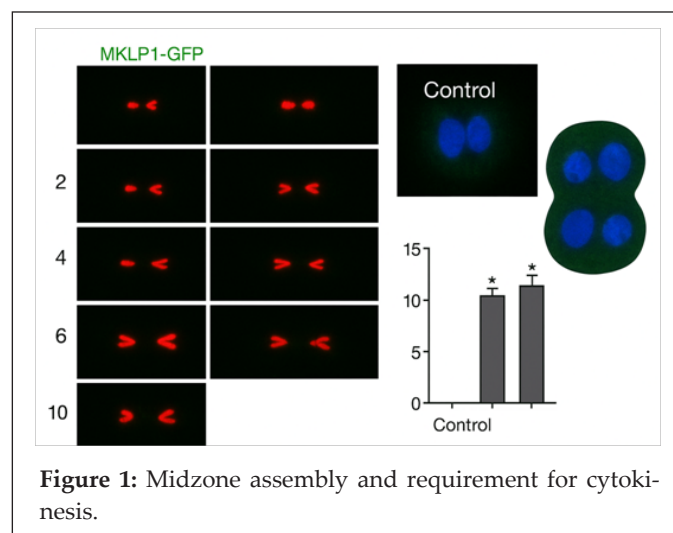 MKLP1-GFP
2
4
6
10
Control
15
*
*
10
5
0
Control
Figure 1: Midzone assembly and requirement for cytoki-
nesis.